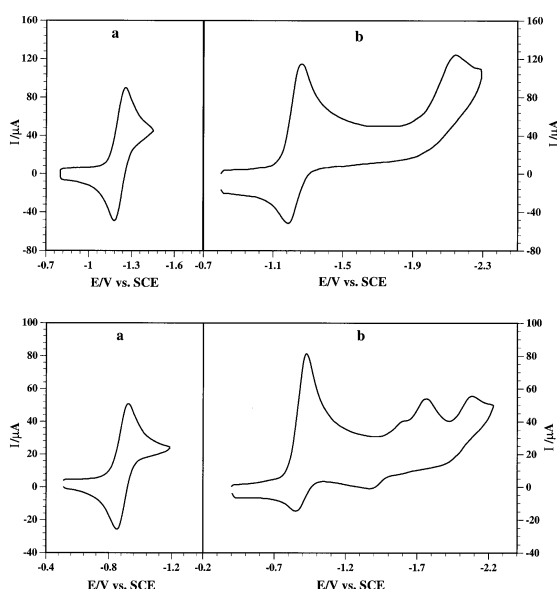 160 a b 160
120 120
80 80
40 40
0 0
-40 -40
-80 -80
I/µA I/µA
-0.7 -1 -1.3 -1.6 -0.7 -1.1 -1.5 -1.9 -2.3
E/V vs. SCE E/V vs. SCE
100 a b 100
80 80
60 60
40 40
20 20
0 0
-20 -20
-40 -40
I/µA I/µA
-0.4 -0.8 -1.2 -0.2 -0.7 -1.2 -1.7 -2.2
E/V vs. SCE E/V vs. SCE